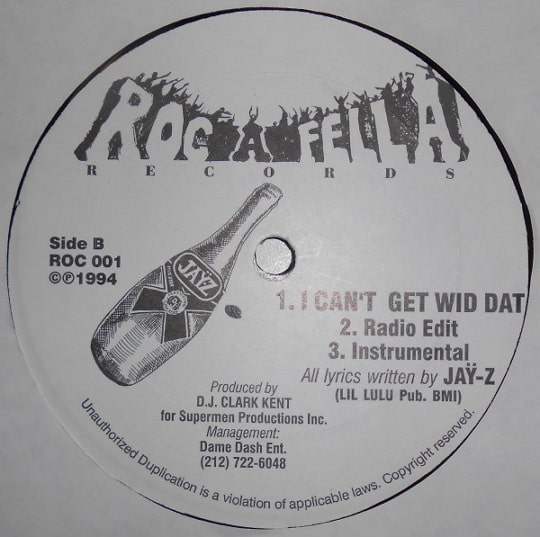 ROC A FELLA
RECORDS
Side B
ROC 001
©℗1994
JAY-Z
1. I CAN'T GET WID DAT
2. Radio Edit
3. Instrumental
All lyrics written by JAŸ-Z
(LIL LULU Pub. BMI)
Produced by
D.J. CLARK KENT
for Supermen Productions Inc.
Management:
Dame Dash Ent.
(212) 722-6048
Unauthorized Duplication is a violation of applicable laws. Copyright reserved.